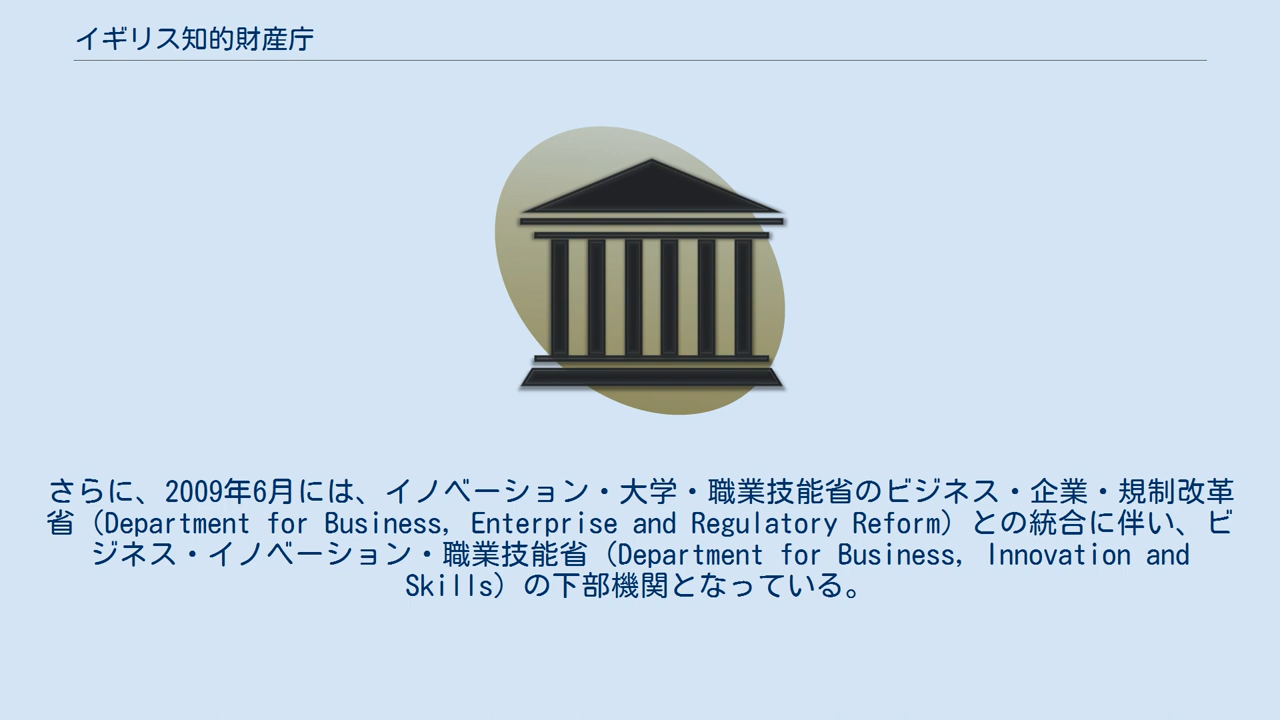 イギリス知的財産庁
さらに、2009年6月には、イノベーション・大学・職業技能省のビジネス・企業・規制改革
省（Department for Business, Enterprise and Regulatory Reform）との統合に伴い、ビ
ジネス・イノベーション・職業技能省（Department for Business, Innovation and
Skills）の下部機関となっている。